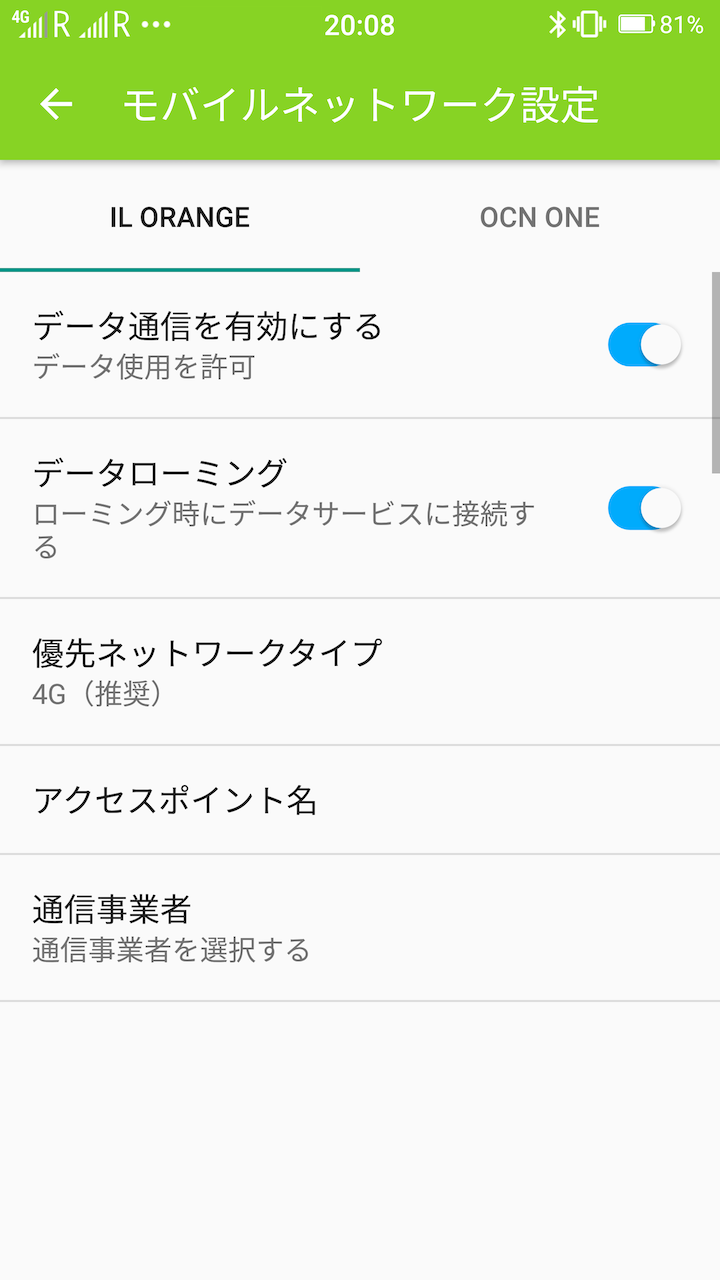 4G R R ••• 20:08 81%
モバイルネットワーク設定
IL ORANGE OCN ONE
データ通信を有効にする
データ使用を許可
データローミング
ローミング時にデータサービスに接続す
る
優先ネットワークタイプ
4G（推奨）
アクセスポイント名
通信事業者
通信事業者を選択する